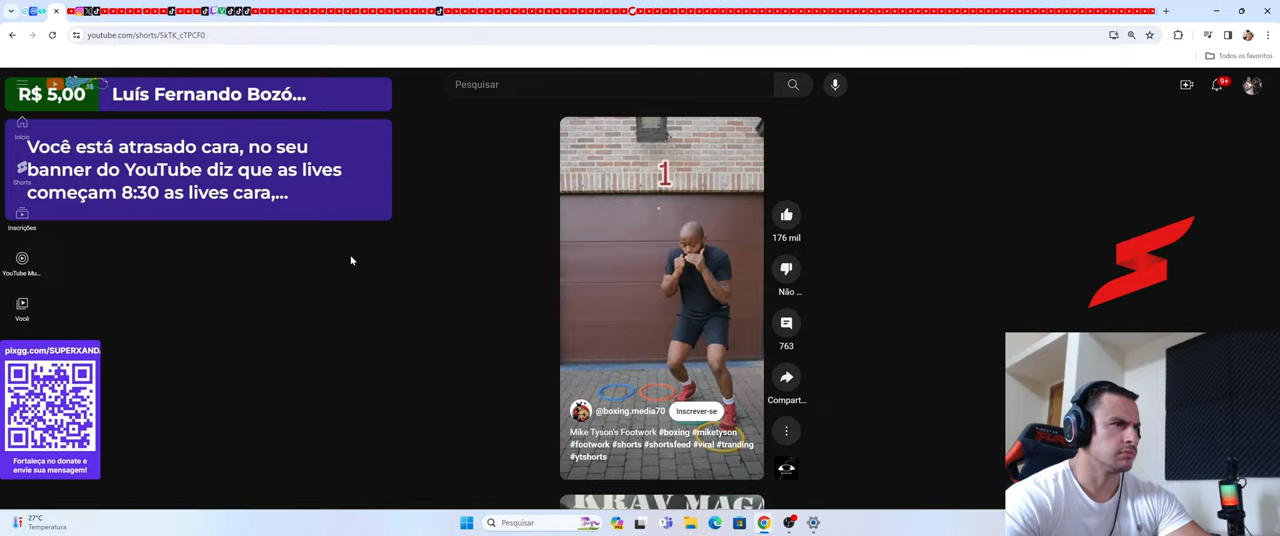 youtube.com/shorts/5kTK_cTPCF0
Todos os favoritos
R$ 5,00
Luís Fernando Bozó...
Pesquisar
9+
Início
Você está atrasado cara, no seu
banner do YouTube diz que as lives
começam 8:30 as lives cara,...
Shorts
Inscrições
YouTube Mu...
Você
1
176 mil
Não ...
763
Compart...
pixgg.com/SUPERXAND
Fortaleça no donate e
envie sua mensagem!
@boxing.media70
Inscrever-se
Mike Tyson's Footwork #boxing #miketyson
#footwork #shorts #shortsfeed #viral #tranding
#ytshorts
KRAV MAGA
27°C
Temperatura
Pesquisar